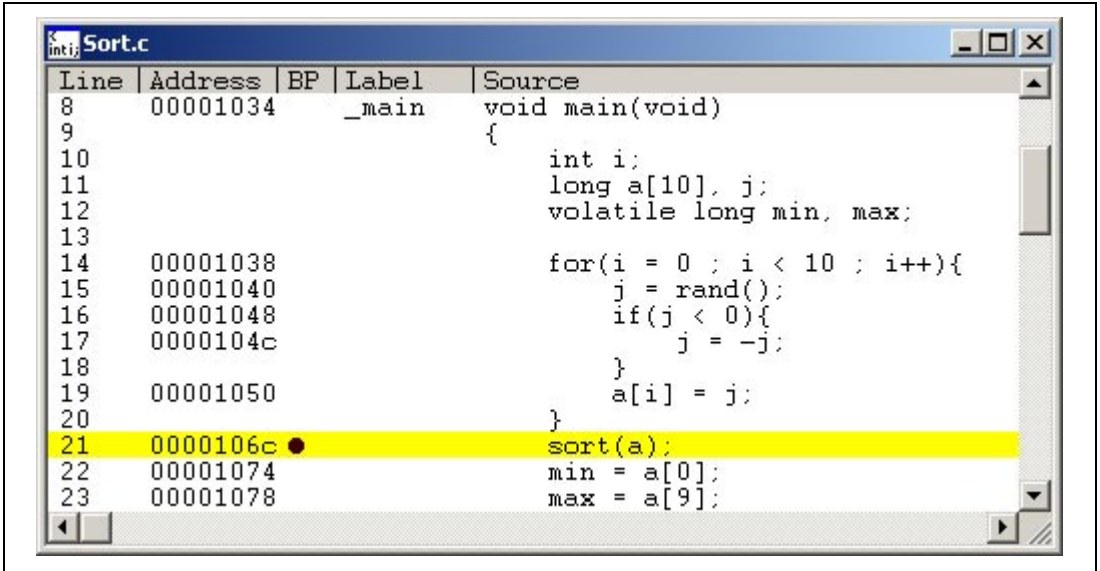 Sort.c
Line Address BP Label Source
8 00001034 _main void main(void)
9 {
10 int i;
11 long a[10], j;
12 volatile long min, max;
13
14 00001038 for(i = 0 ; i < 10 ; i++){
15 00001040 j = rand();
16 00001048 if(j < 0){
17 0000104c j = -j;
18 }
19 00001050 a[i] = j;
20 }
21 0000106c sort(a);
22 00001074 min = a[0];
23 00001078 max = a[9];